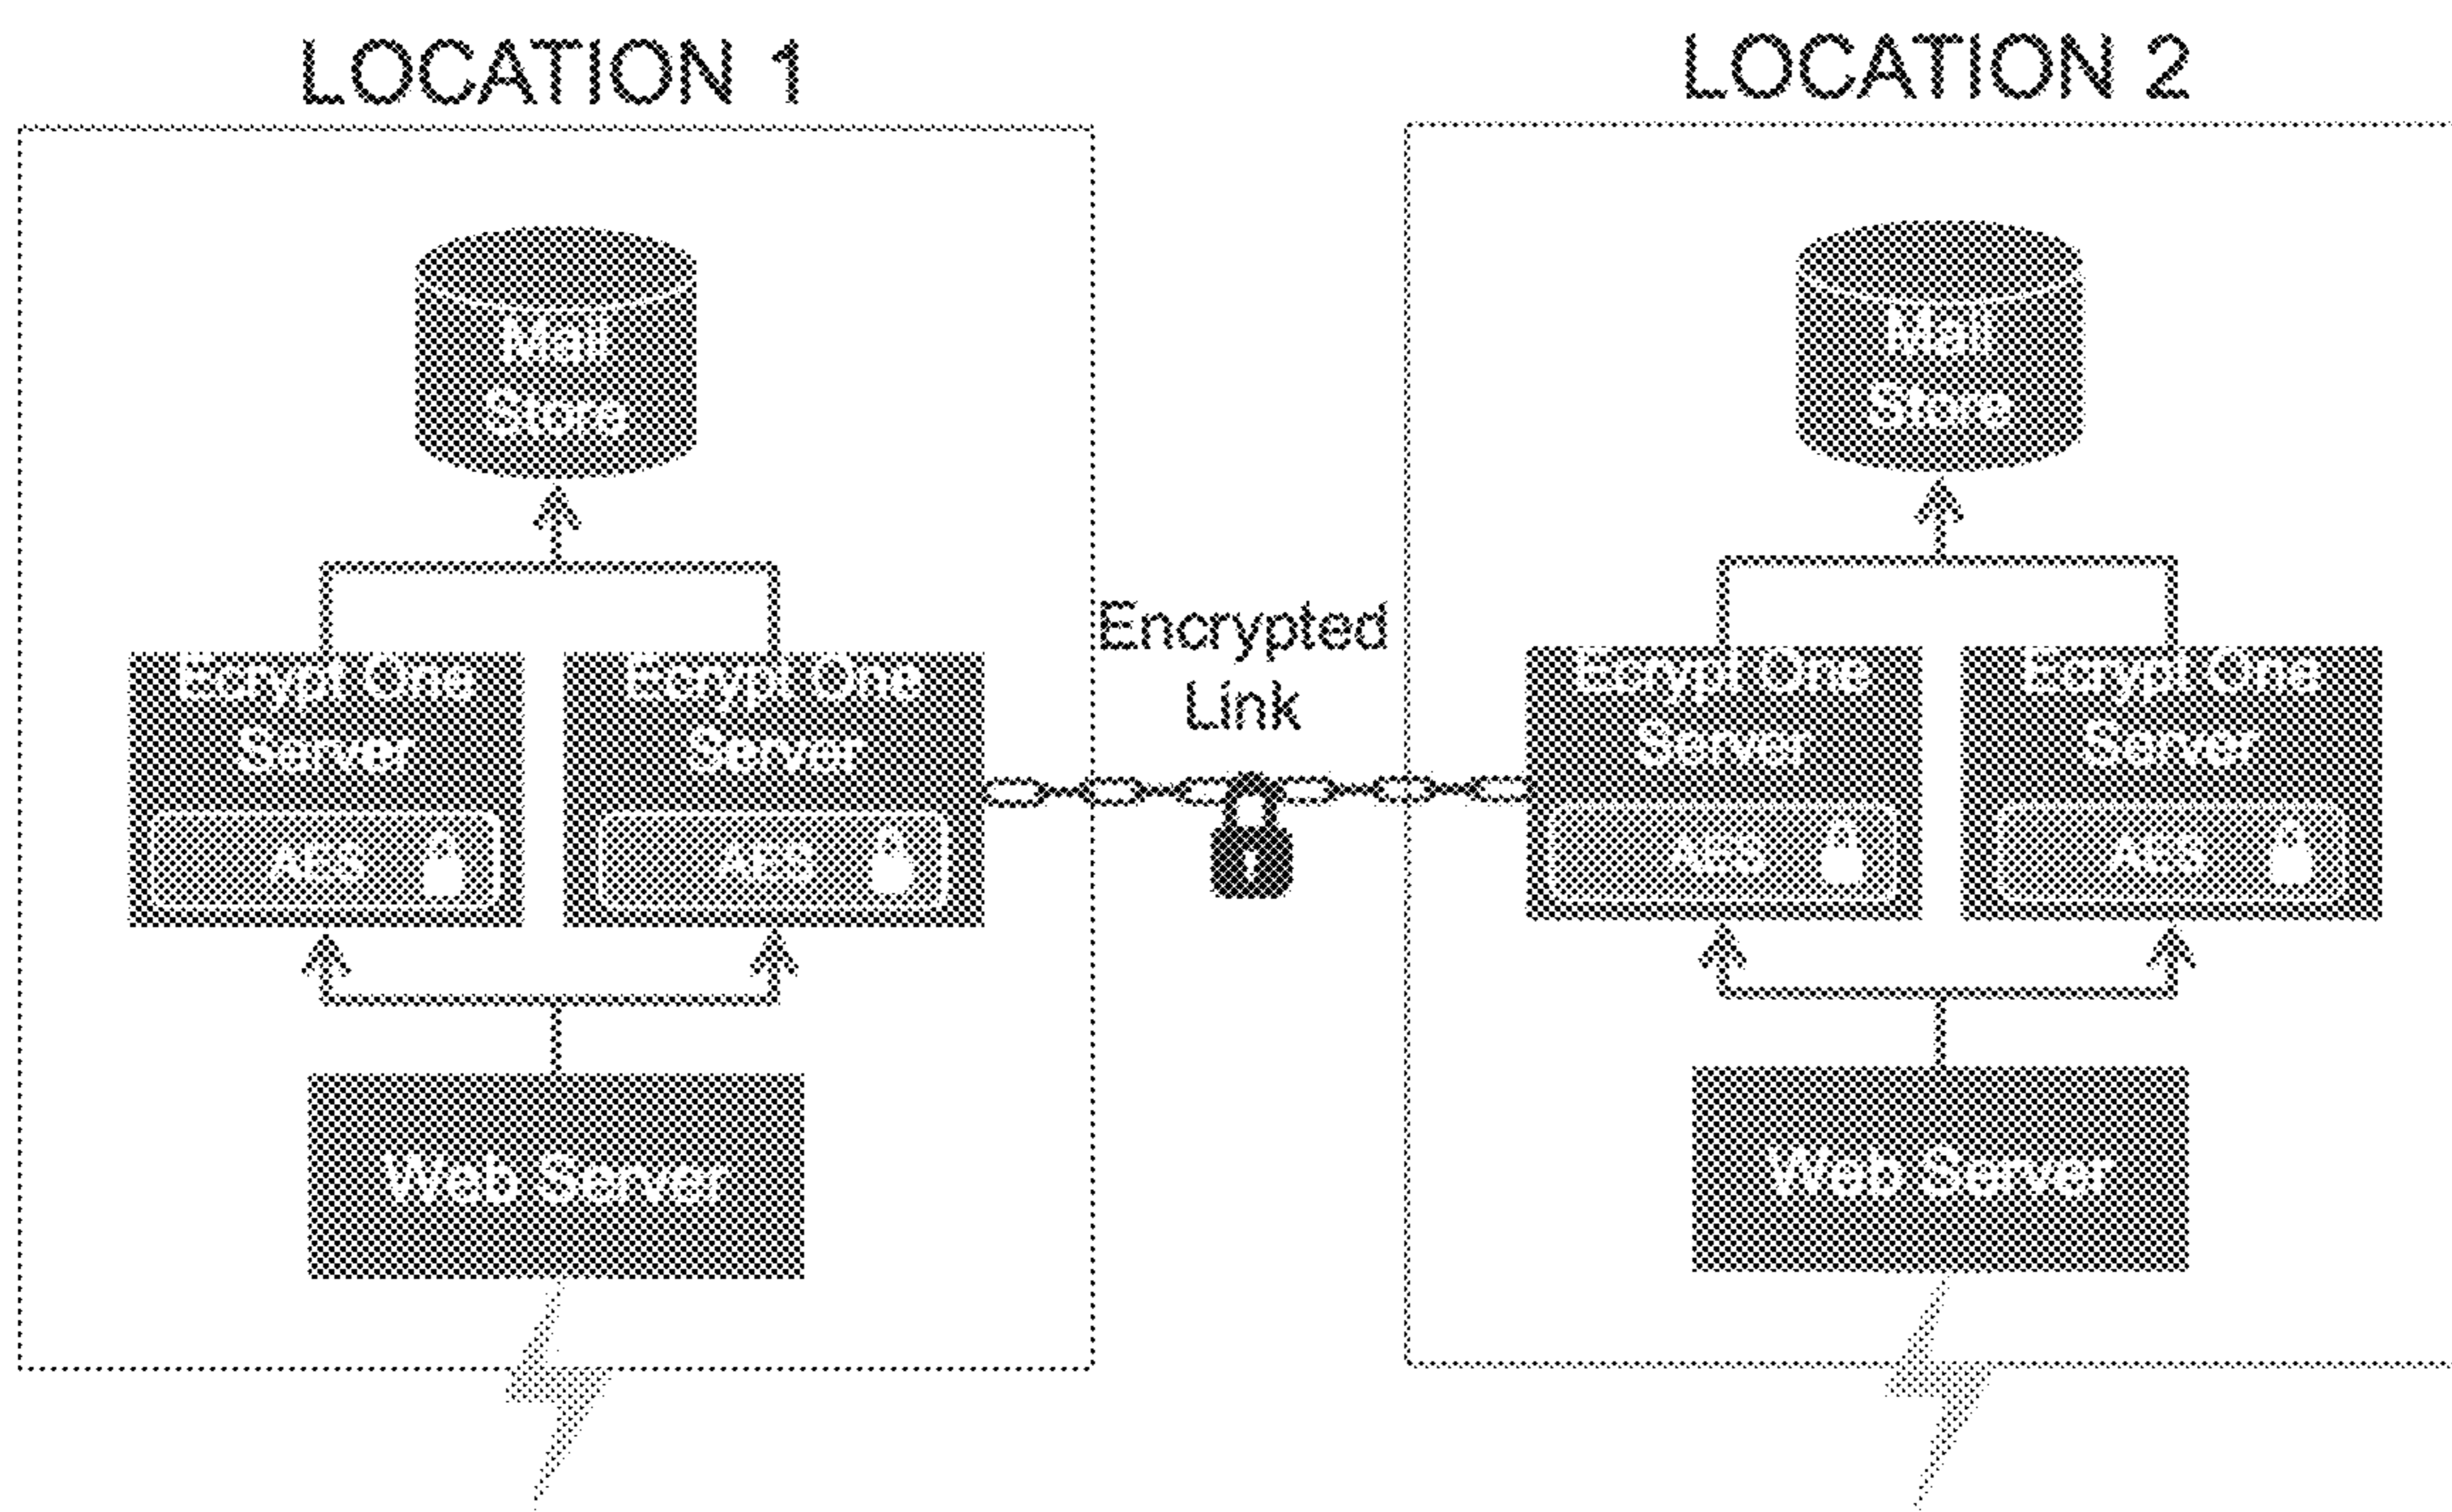 LOCATION 1
LOCATION 2
Mail
Store
Mail
Store
Encrypted
Link
Ecrypt One
Server
AES
Ecrypt One
Server
AES
Ecrypt One
Server
AES
Ecrypt One
Server
AES
Web Server
Web Server